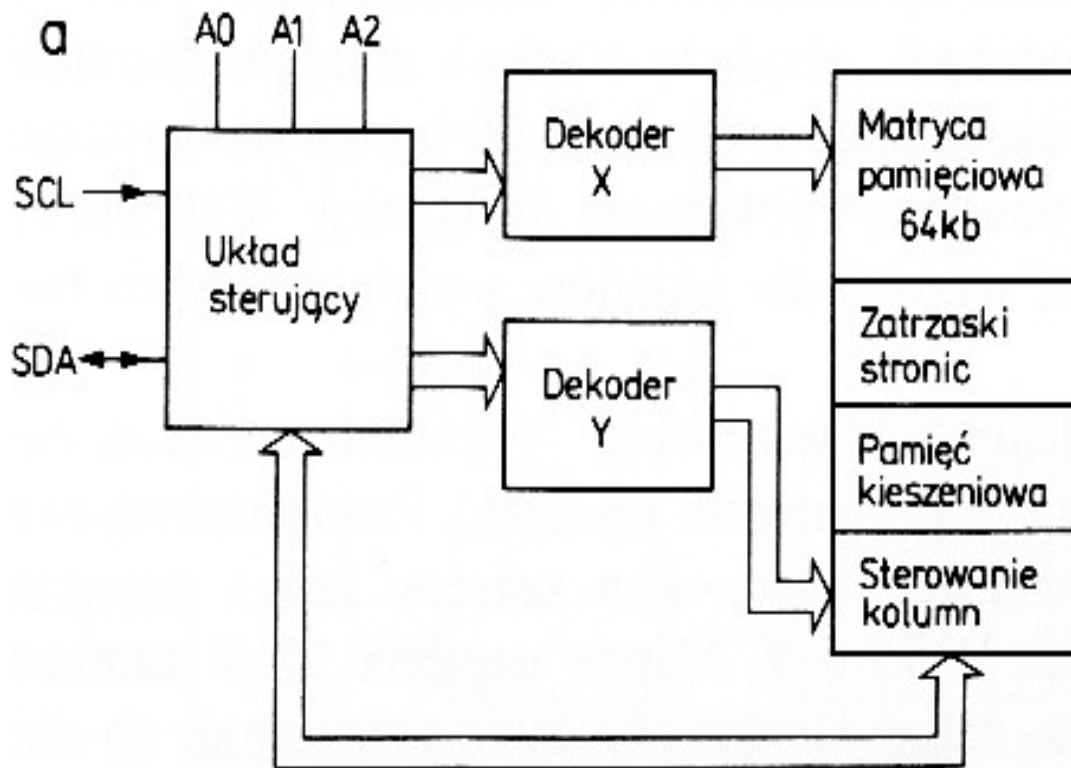 a
A0 A1 A2
SCL
SDA
Układ
sterujący
Dekoder
X
Dekoder
Y
Matryca
pamięciowa
64kb
Zatrzaski
stronic
Pamięć
kieszeniowa
Sterowanie
kolumn